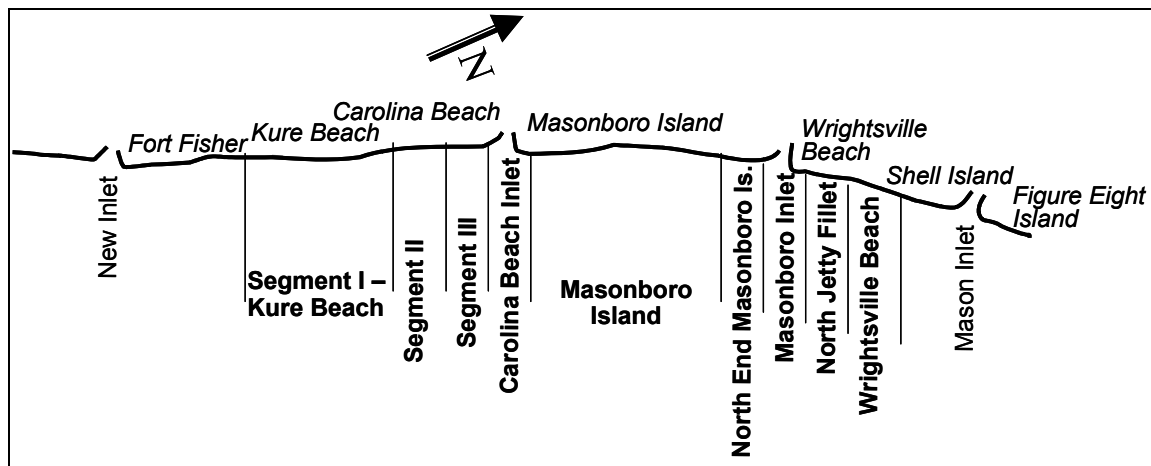 N
Carolina Beach
Fort Fisher
Kure Beach
Masonboro Island
Wrightsville
Beach
Shell Island
Figure Eight
Island
New Inlet
Segment I –
Kure Beach
Segment II
Segment III
Carolina Beach Inlet
Masonboro
Island
North End Masonboro Is.
Masonboro Inlet
North Jetty Fillet
Wrightsville Beach
Mason Inlet